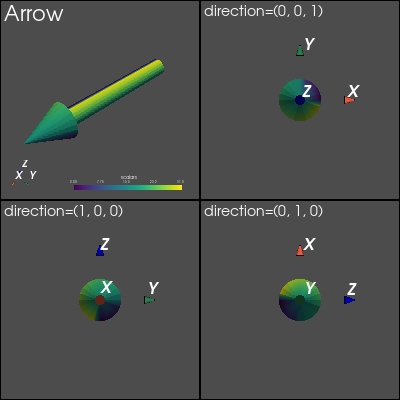 Arrow
Z
X Y
scalars
direction=(0, 0, 1)
Y
Z X
direction=(1, 0, 0)
Z
X Y
direction=(0, 1, 0)
X
Y Z